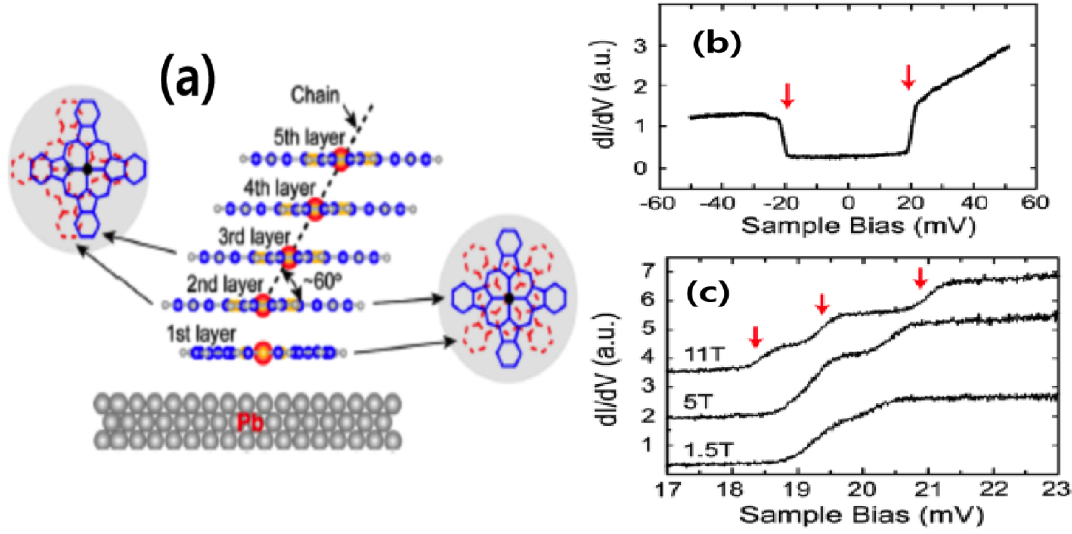 (a)
Chain
5th layer
4th layer
3rd layer
~60°
2nd layer
1st layer
Pb
(b)
dI/dV (a.u.)
3
2
1
0
-60 -40 -20 0 20 40 60
Sample Bias (mV)
(c)
dI/dV (a.u.)
7
6
5
4
3
2
1
11T
5T
1.5T
17 18 19 20 21 22 23
Sample Bias (mV)